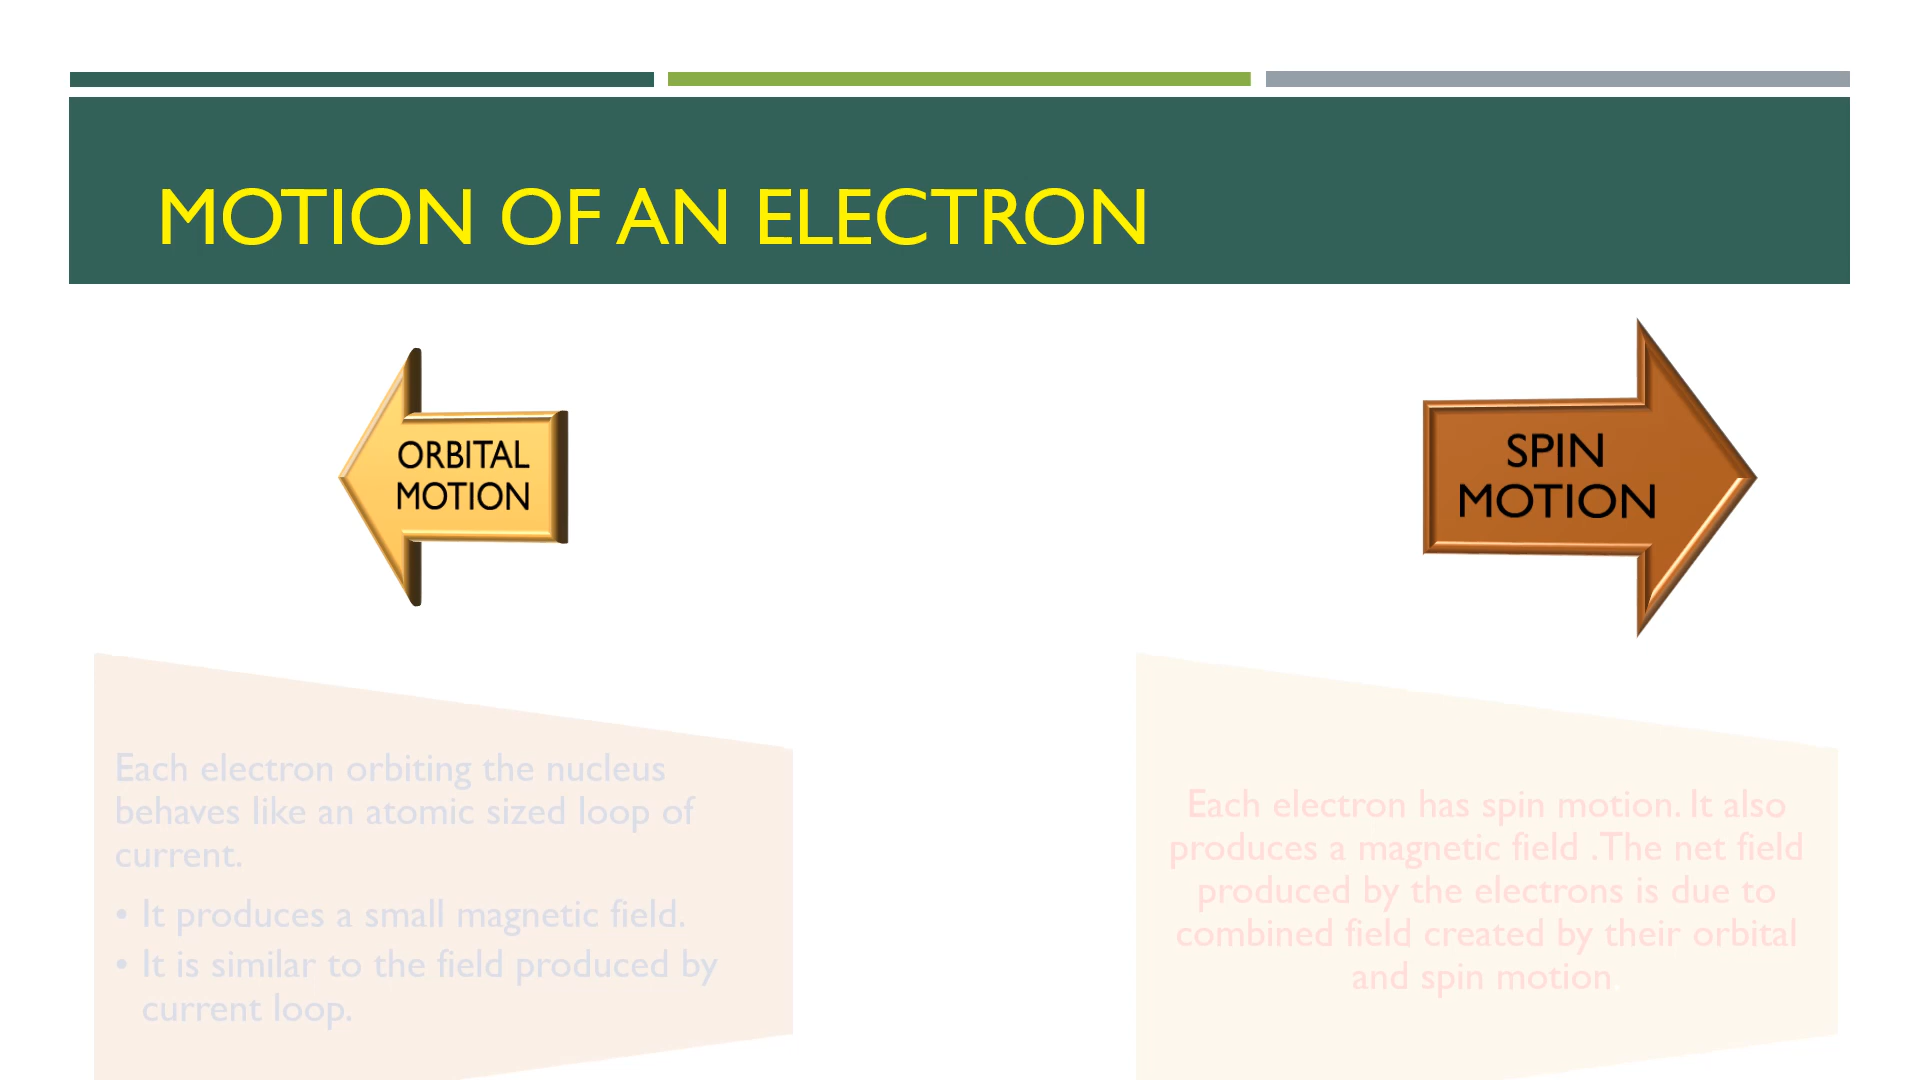 MOTION OF AN ELECTRON
ORBITAL
MOTION
SPIN
MOTION
Each electron orbiting the nucleus
behaves like an atomic sized loop of
current.
• It produces a small magnetic field.
• It is similar to the field produced by
current loop.
Each electron has spin motion. It also
produces a magnetic field .The net field
produced by the electrons is due to
combined field created by their orbital
and spin motion.